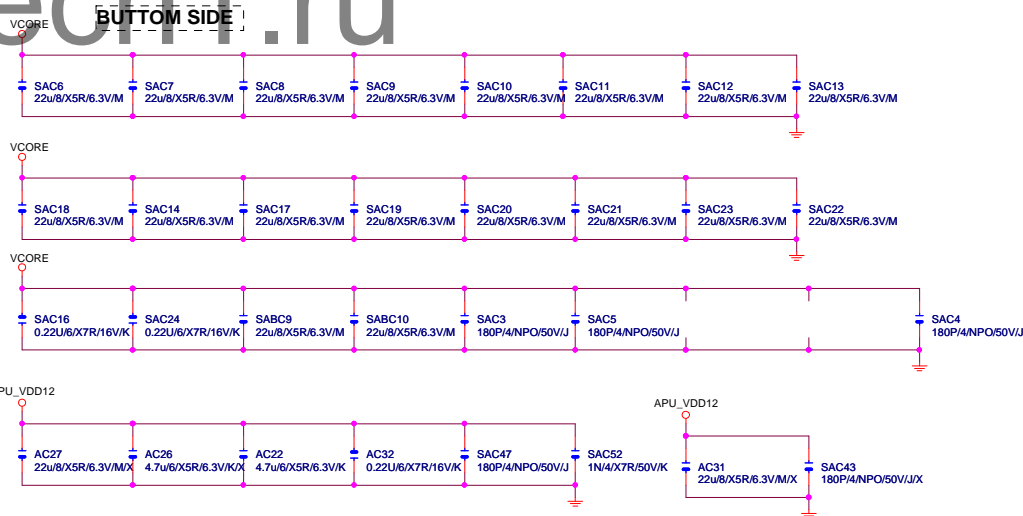 BUTTOM SIDE
VCORE
SAC6 SAC7 SAC8 SAC9 SAC10 SAC11 SAC12 SAC13
22u/8/X5R/6.3V/M 22u/8/X5R/6.3V/M 22u/8/X5R/6.3V/M 22u/8/X5R/6.3V/M 22u/8/X5R/6.3V/M 22u/8/X5R/6.3V/M 22u/8/X5R/6.3V/M 22u/8/X5R/6.3V/M
VCORE
SAC18 SAC14 SAC17 SAC19 SAC20 SAC21 SAC23 SAC22
22u/8/X5R/6.3V/M 22u/8/X5R/6.3V/M 22u/8/X5R/6.3V/M 22u/8/X5R/6.3V/M 22u/8/X5R/6.3V/M 22u/8/X5R/6.3V/M 22u/8/X5R/6.3V/M 22u/8/X5R/6.3V/M
VCORE
SAC16 SAC24 SABC9 SABC10 SAC3 SAC5 SAC4
0.22U/6/X7R/16V/K 0.22U/6/X7R/16V/K 22u/8/X5R/6.3V/M 22u/8/X5R/6.3V/M 180P/4/NPO/50V/J 180P/4/NPO/50V/J 180P/4/NPO/50V/J
PU_VDD12 APU_VDD12
AC27 AC26 AC22 AC32 SAC47 SAC52
22u/8/X5R/6.3V/M/X 4.7u/6/X5R/6.3V/K/X 4.7u/6/X5R/6.3V/K 0.22U/6/X7R/16V/K 180P/4/NPO/50V/J 1N/4/X7R/50V/K
AC31 SAC43
22u/8/X5R/6.3V/M/X 180P/4/NPO/50V/J/X